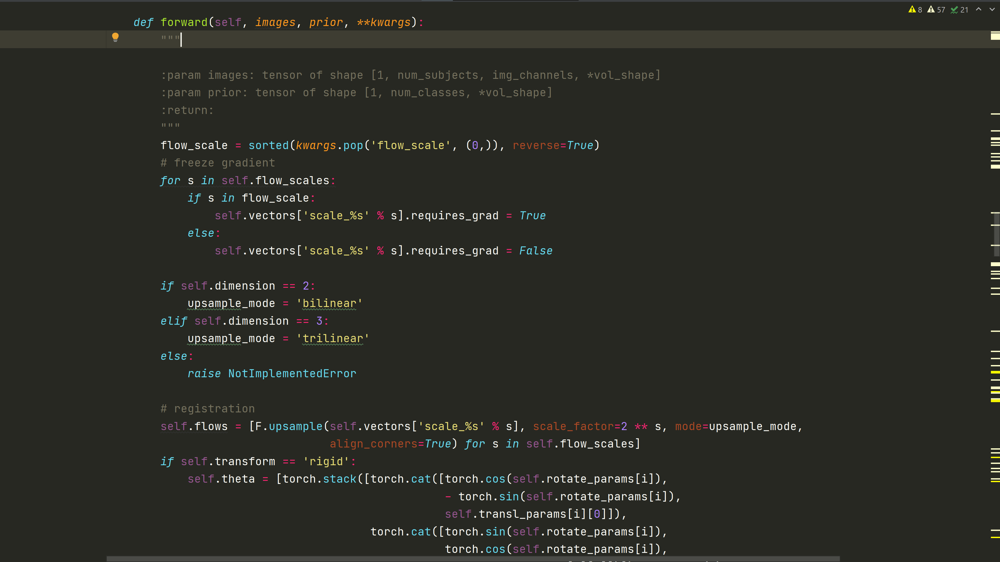 8 57 21
def forward(self, images, prior, **kwargs):
"""
:param images: tensor of shape [1, num_subjects, img_channels, *vol_shape]
:param prior: tensor of shape [1, num_classes, *vol_shape]
:return:
"""
flow_scale = sorted(kwargs.pop('flow_scale', (0,)), reverse=True)
# freeze gradient
for s in self.flow_scales:
if s in flow_scale:
self.vectors['scale_%s' % s].requires_grad = True
else:
self.vectors['scale_%s' % s].requires_grad = False
if self.dimension == 2:
upsample_mode = 'bilinear'
elif self.dimension == 3:
upsample_mode = 'trilinear'
else:
raise NotImplementedError
# registration
self.flows = [F.upsample(self.vectors['scale_%s' % s], scale_factor=2 ** s, mode=upsample_mode,
align_corners=True) for s in self.flow_scales]
if self.transform == 'rigid':
self.theta = [torch.stack([torch.cat([torch.cos(self.rotate_params[i]),
- torch.sin(self.rotate_params[i]),
self.transl_params[i][0]]),
torch.cat([torch.sin(self.rotate_params[i]),
torch.cos(self.rotate_params[i]),